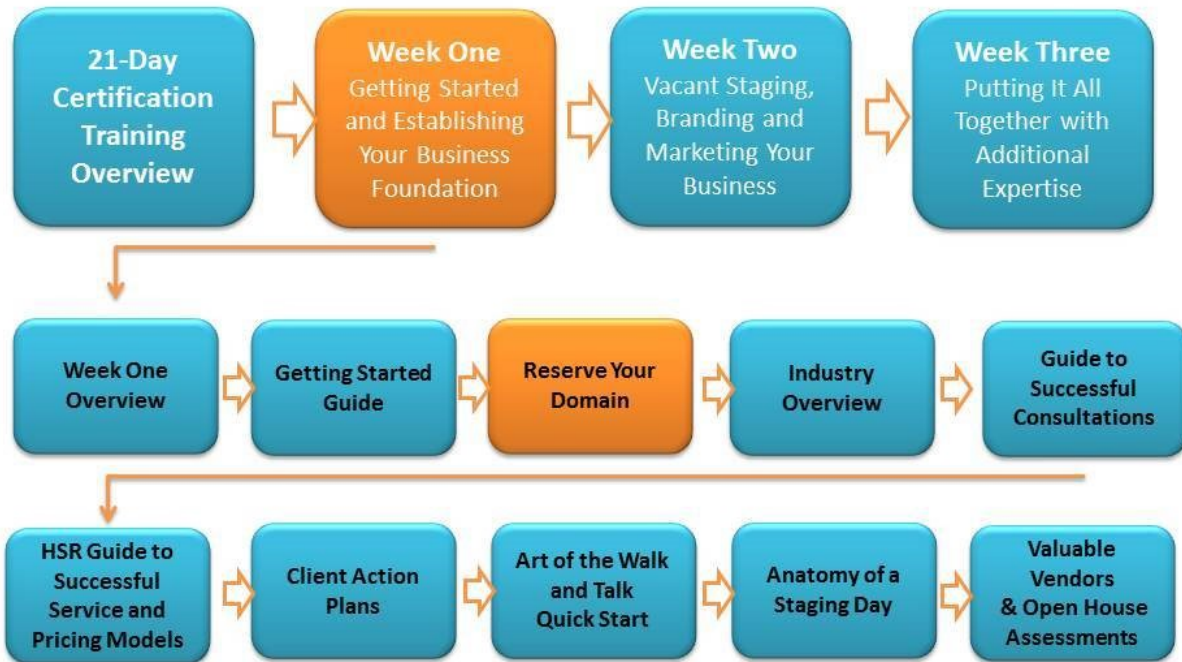 21-Day
Certification
Training
Overview
Week One
Getting Started
and Establishing
Your Business
Foundation
Week Two
Vacant Staging,
Branding and
Marketing Your
Business
Week Three
Putting It All
Together with
Additional
Expertise
Week One
Overview
Getting Started
Guide
Reserve Your
Domain
Industry
Overview
Guide to
Successful
Consultations
HSR Guide to
Successful
Service and
Pricing Models
Client Action
Plans
Art of the Walk
and Talk
Quick Start
Anatomy of a
Staging Day
Valuable
Vendors
& Open House
Assessments